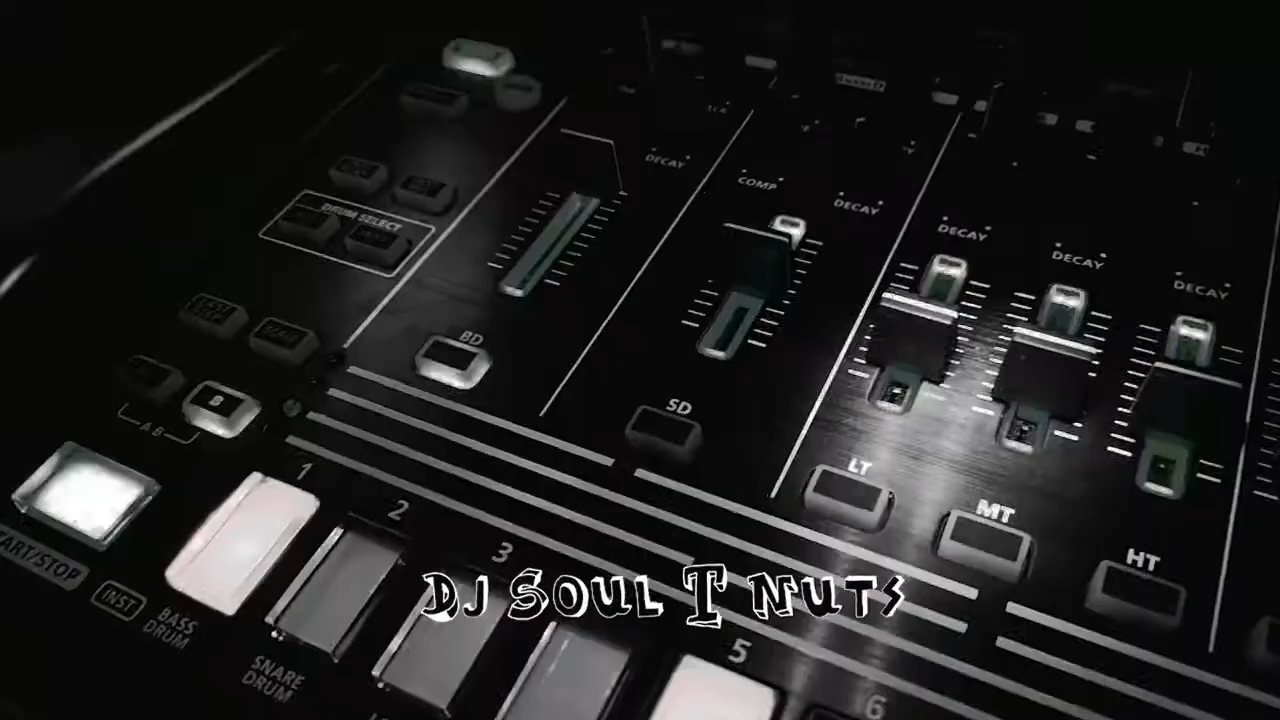 DECAY
COMP
DECAY
DECAY
DECAY
DECAY
DRUM SELECT
BD
SD
LT
MT
HT
B
A B
1
2
3
5
6
START/STOP
INST
BASS
DRUM
SNARE
DRUM
DJ SOUL T NUTS